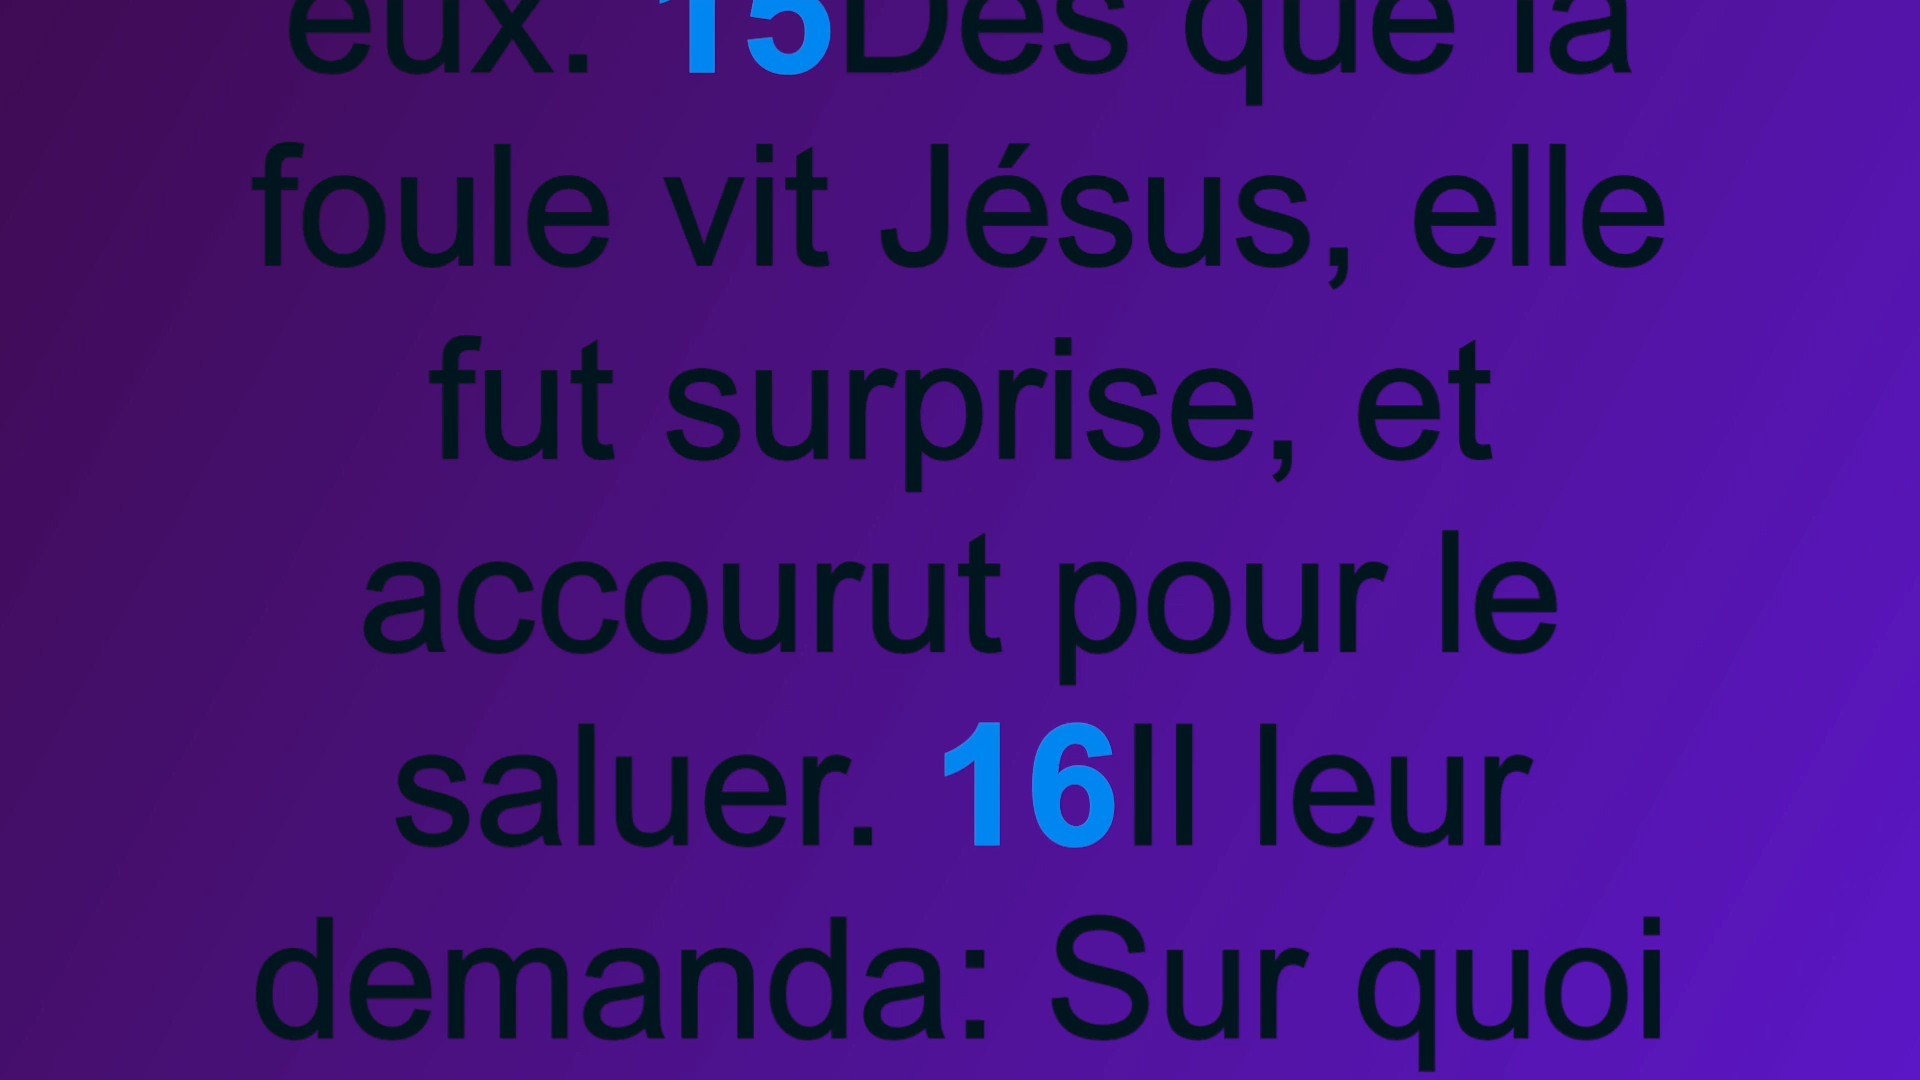 eux. 15Dès que la
foule vit Jésus, elle
fut surprise, et
accourut pour le
saluer. 16Il leur
demanda: Sur quoi